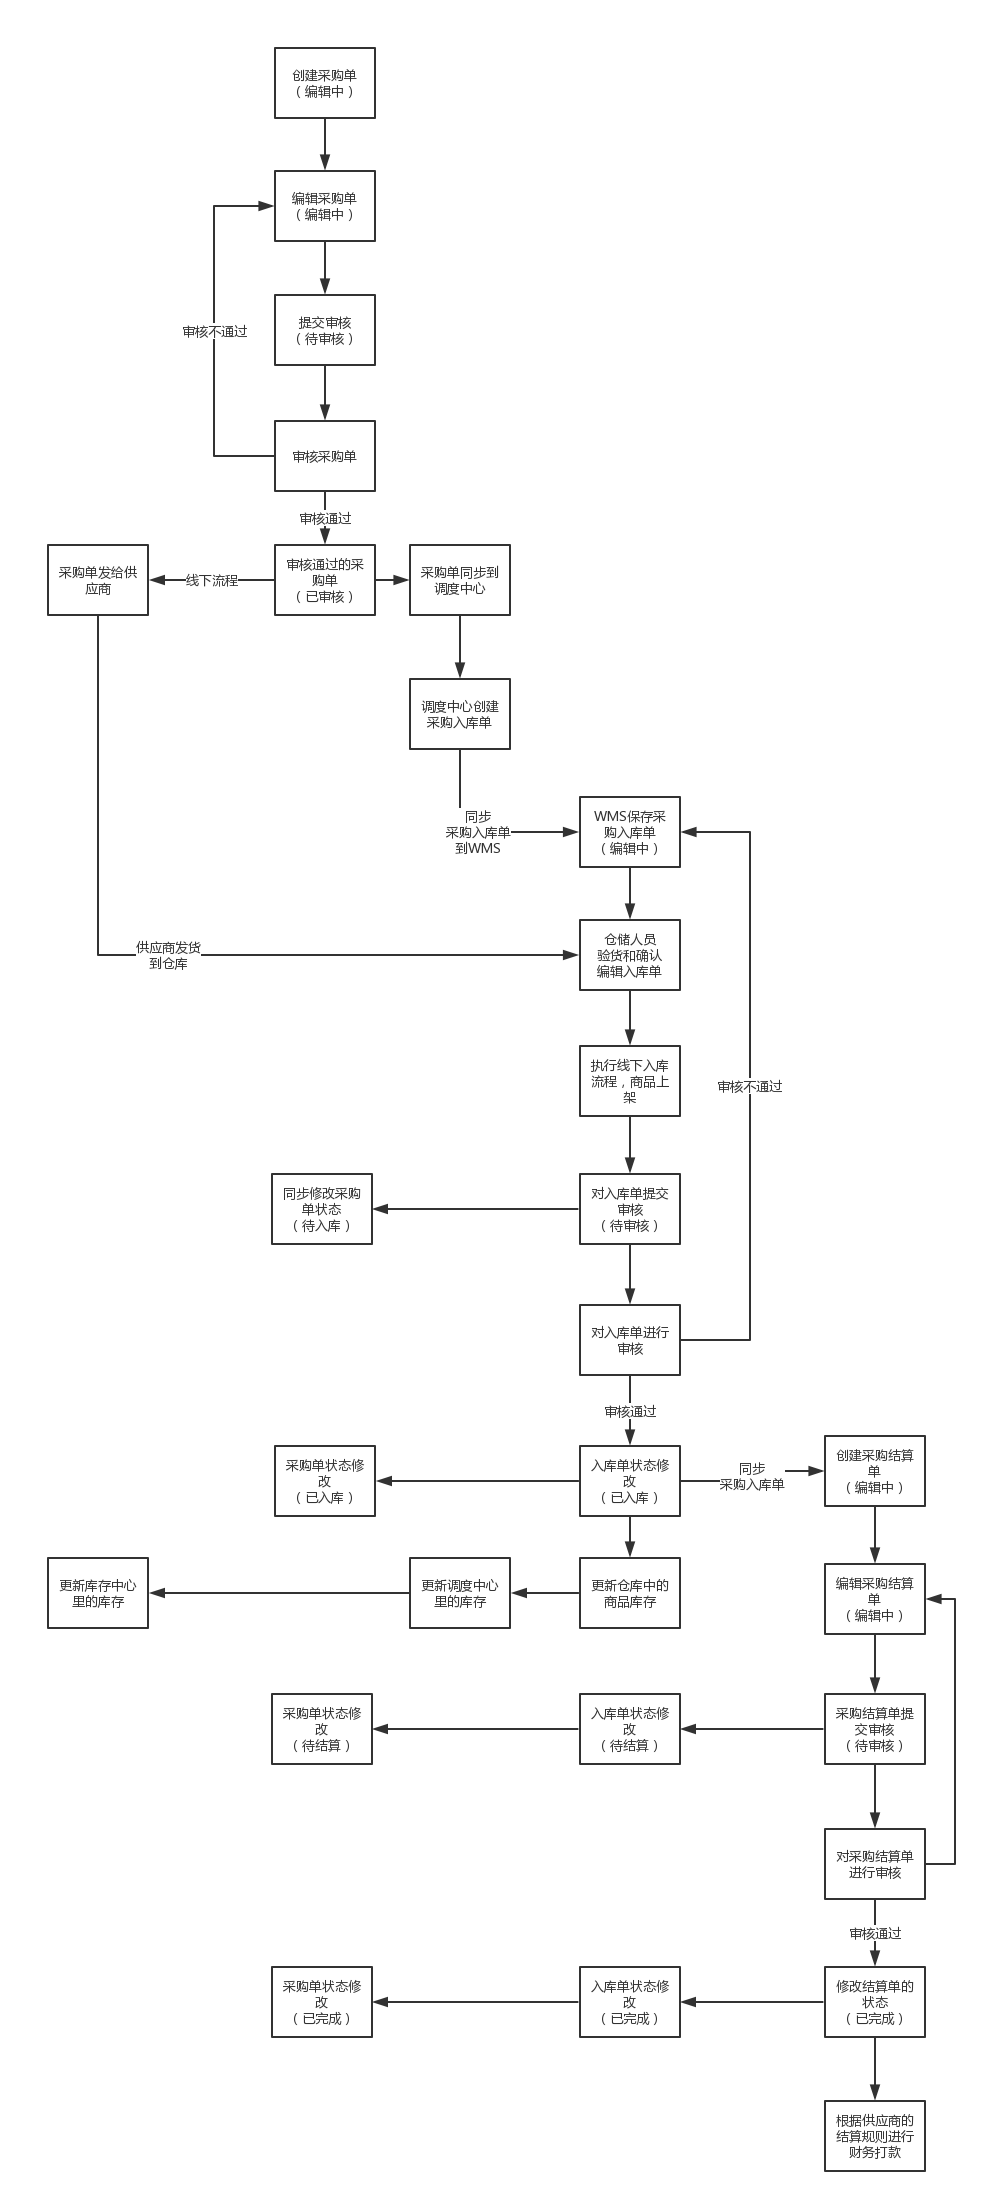 创建采购单
（编辑中）
编辑采购单
（编辑中）
审核不通过
提交审核
（待审核）
审核采购单
审核通过
采购单发给供
应商
线下流程
审核通过的采
购单
（已审核）
采购单同步到
调度中心
调度中心创建
采购入库单
同步
采购入库单
到WMS
WMS保存采
购入库单
（编辑中）
供应商发货
到仓库
仓储人员
验货和确认
编辑入库单
执行线下入库
流程，商品上
架
审核不通过
同步修改采购
单状态
（待入库）
对入库单提交
审核
（待审核）
对入库单进行
审核
审核通过
采购单状态修
改
（已入库）
入库单状态修
改
（已入库）
同步
采购入库单
创建采购结算
单
（编辑中）
更新库存中心
里的库存
更新调度中心
里的库存
更新仓库中的
商品库存
编辑采购结算
单
（编辑中）
采购单状态修
改
（待结算）
入库单状态修
改
（待结算）
采购结算单提
交审核
（待审核）
对采购结算单
进行审核
审核通过
采购单状态修
改
（已完成）
入库单状态修
改
（已完成）
修改结算单的
状态
（已完成）
根据供应商的
结算规则进行
财务打款